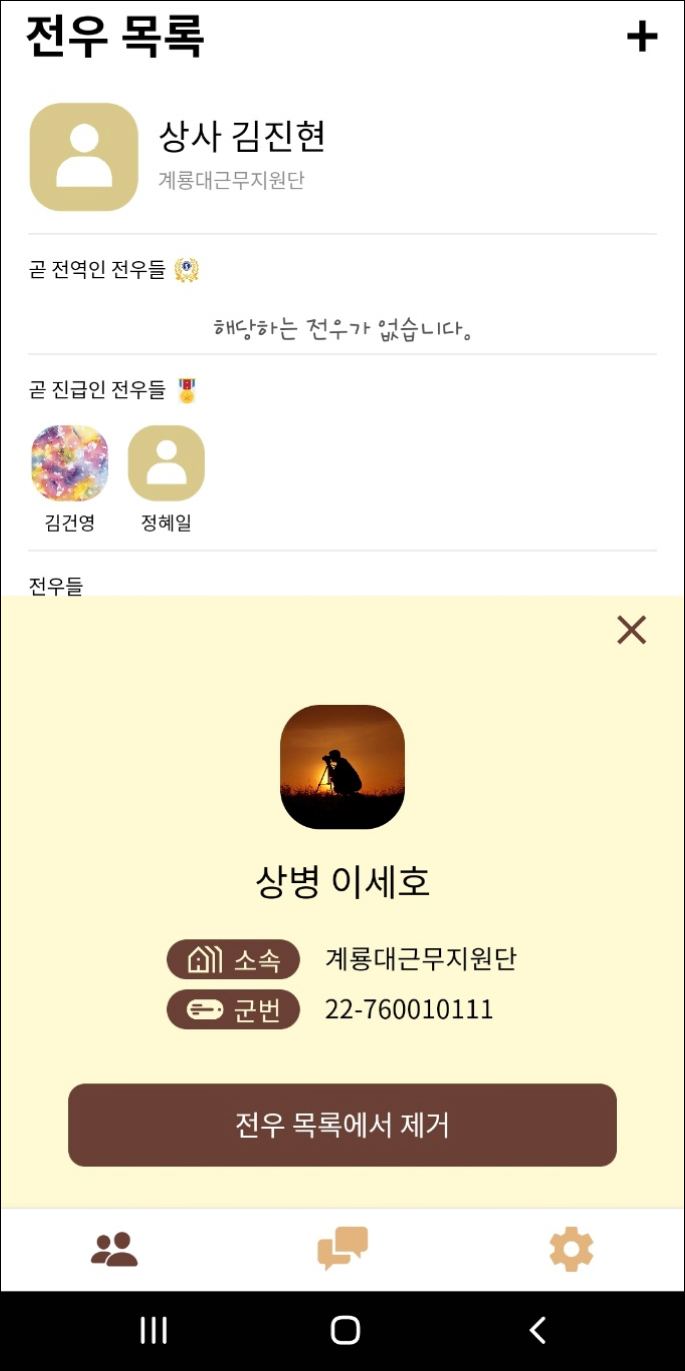 전우 목록
상사 김진현
계룡대근무지원단
곧 전역인 전우들
해당하는 전우가 없습니다.
곧 진급인 전우들
김건영 정혜일
전우들
상병 이세호
소속 계룡대근무지원단
군번 22-760010111
전우 목록에서 제거